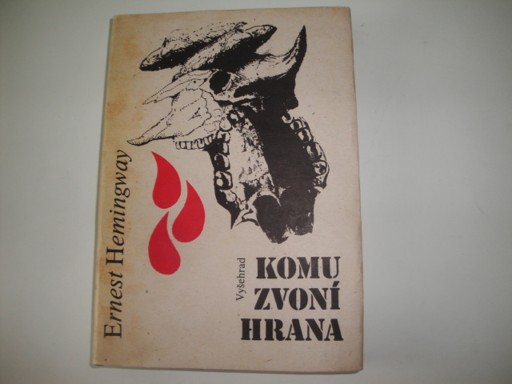 Ernest Hemingway
Vyšehrad
KOMU
ZVONÍ
HRANA